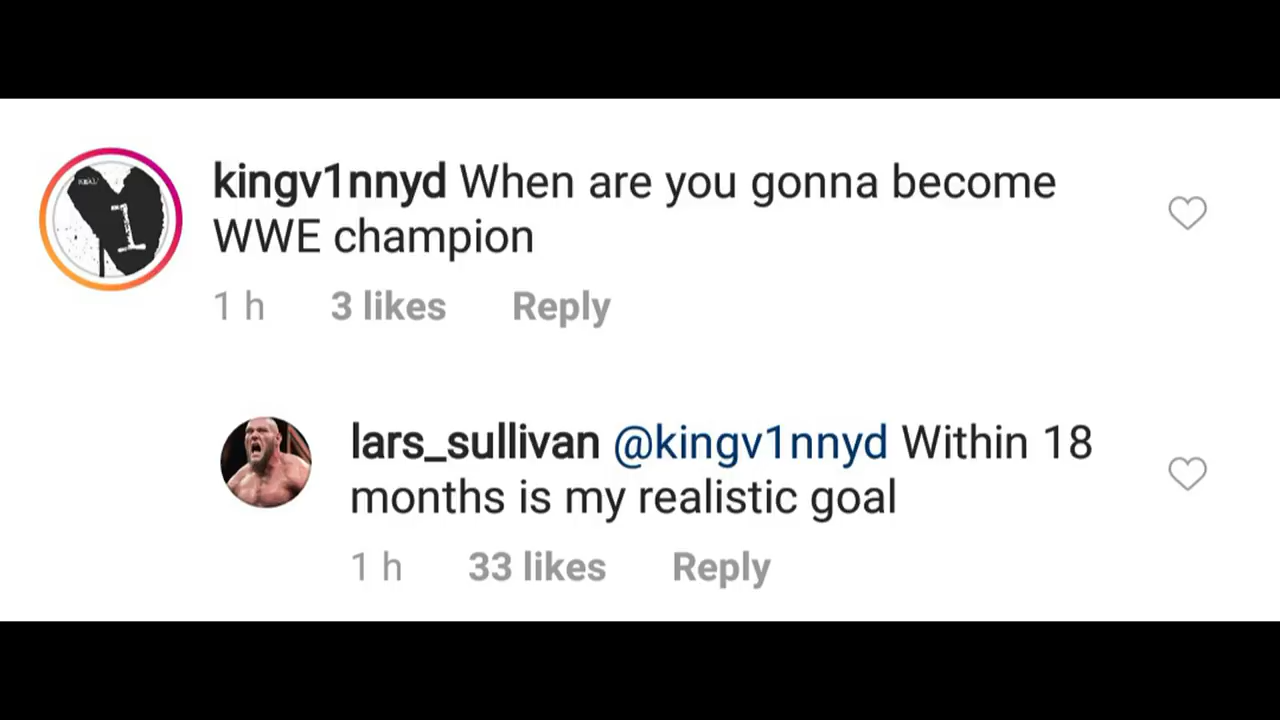 kingv1nnyd When are you gonna become
WWE champion
1 h 3 likes Reply
lars_sullivan @kingv1nnyd Within 18
months is my realistic goal
1 h 33 likes Reply